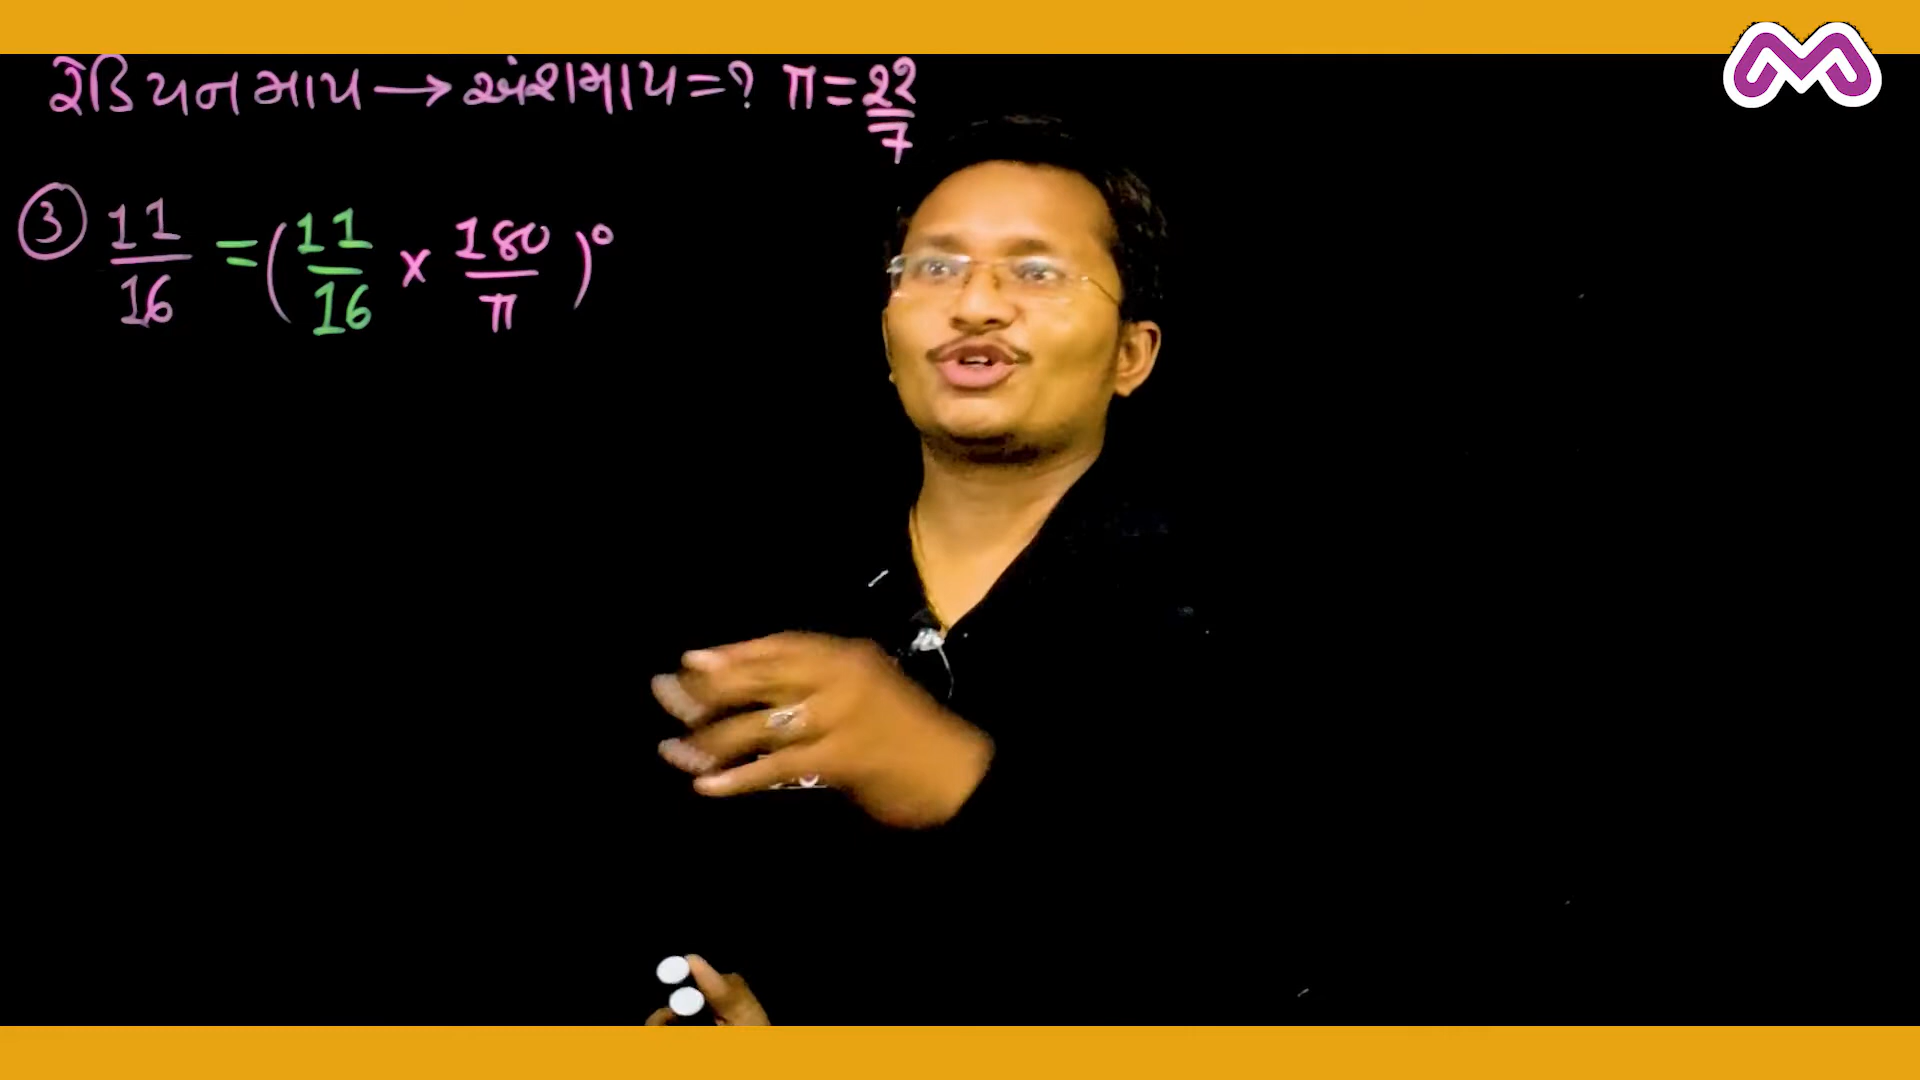 રેડિયન માપ → અંશમાપ = ? π = 22/7
③ 11/16 = (11/16 × 180/π)°